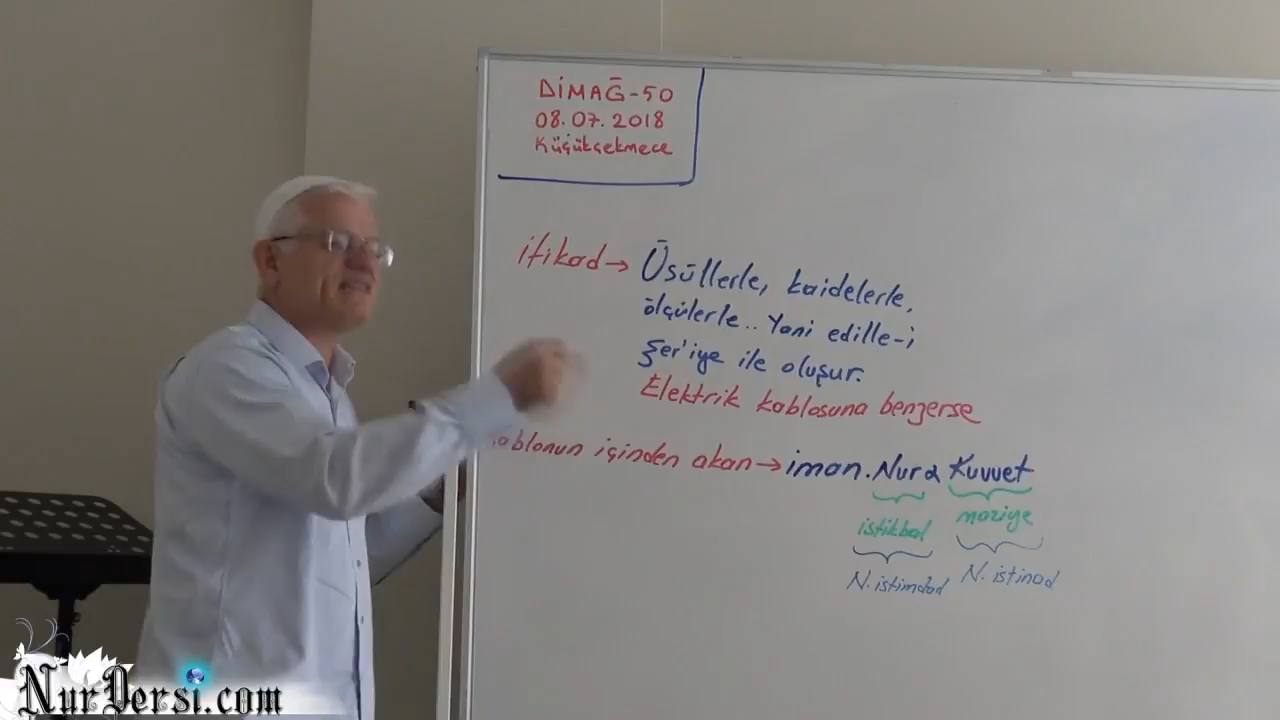 DİMAĞ-50
08.07.2018
Küçükçekmece
itikad → Üsüllerle, kaidelerle,
ölçülerle.. Yani edille-i
Şer'iye ile oluşur.
Elektrik kablosuna benzerse
ablonun içinden akan → iman. Nur & Kuvvet
istikbal maziye
N. istimdad N. istinad
NurDersi.com